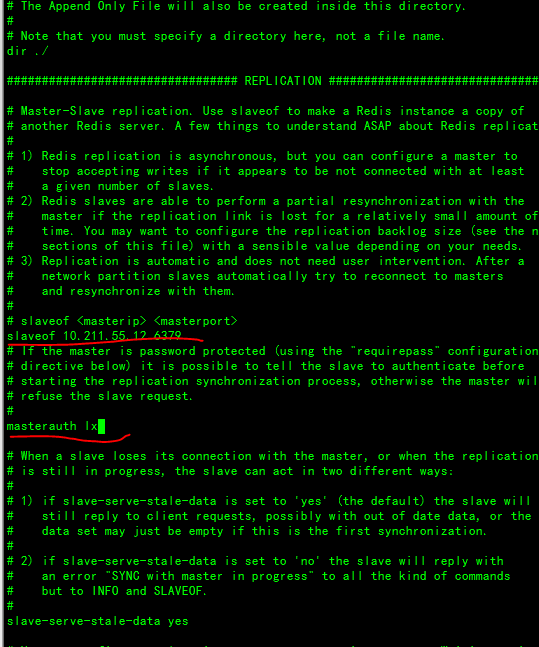 # The Append Only File will also be created inside this directory.
#
# Note that you must specify a directory here, not a file name.
dir ./
################################# REPLICATION ##############################
# Master-Slave replication. Use slaveof to make a Redis instance a copy of
# another Redis server. A few things to understand ASAP about Redis replicat
#
# 1) Redis replication is asynchronous, but you can configure a master to
#    stop accepting writes if it appears to be not connected with at least
#    a given number of slaves.
# 2) Redis slaves are able to perform a partial resynchronization with the
#    master if the replication link is lost for a relatively small amount of
#    time. You may want to configure the replication backlog size (see the n
#    sections of this file) with a sensible value depending on your needs.
# 3) Replication is automatic and does not need user intervention. After a
#    network partition slaves automatically try to reconnect to masters
#    and resynchronize with them.
#
# slaveof <masterip> <masterport>
slaveof 10.211.55.12 6379
# If the master is password protected (using the "requirepass" configuration
# directive below) it is possible to tell the slave to authenticate before
# starting the replication synchronization process, otherwise the master wil
# refuse the slave request.
#
masterauth lx
# When a slave loses its connection with the master, or when the replication
# is still in progress, the slave can act in two different ways:
#
# 1) if slave-serve-stale-data is set to 'yes' (the default) the slave will
#    still reply to client requests, possibly with out of date data, or the
#    data set may just be empty if this is the first synchronization.
#
# 2) if slave-serve-stale-data is set to 'no' the slave will reply with
#    an error "SYNC with master in progress" to all the kind of commands
#    but to INFO and SLAVEOF.
#
slave-serve-stale-data yes